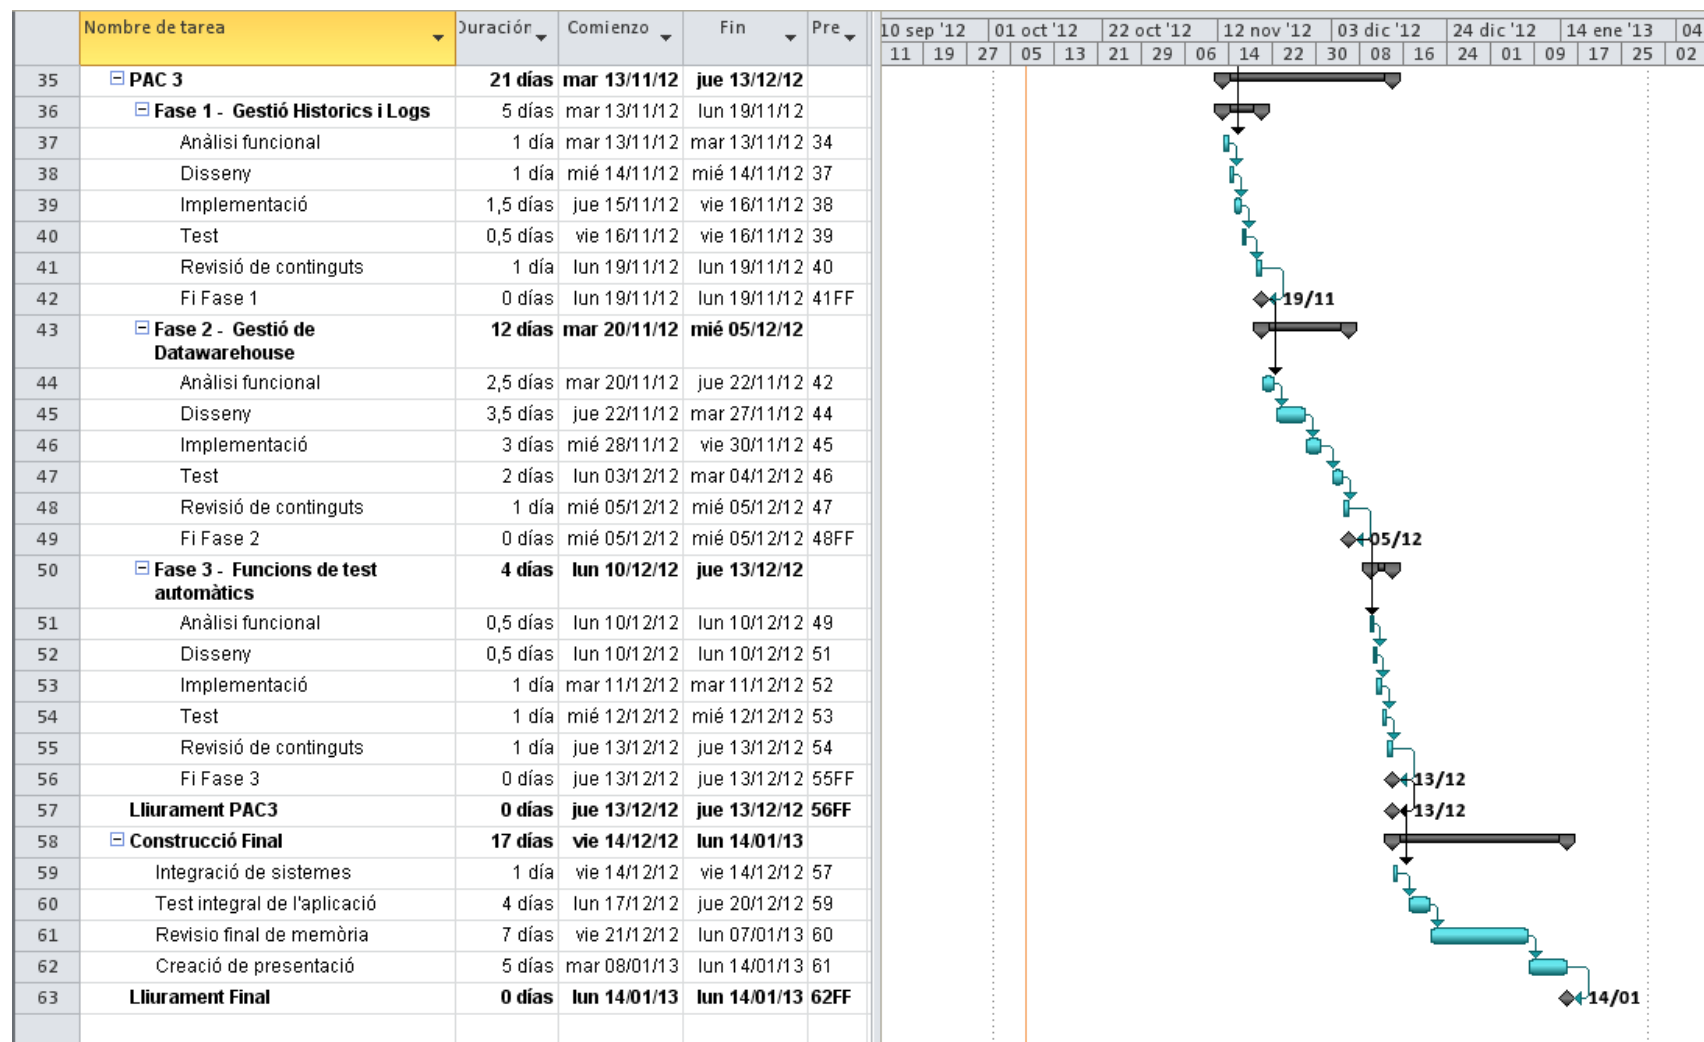 Nombre de tarea Duración Comienzo Fin Pre
10 sep '12 01 oct '12 22 oct '12 12 nov '12 03 dic '12 24 dic '12 14 ene '13 04
11 19 27 05 13 21 29 06 14 22 30 08 16 24 01 09 17 25 02
35 PAC 3 21 días mar 13/11/12 jue 13/12/12
36 Fase 1 - Gestió Historics i Logs 5 días mar 13/11/12 lun 19/11/12
37 Anàlisi funcional 1 día mar 13/11/12 mar 13/11/12 34
38 Disseny 1 día mié 14/11/12 mié 14/11/12 37
39 Implementació 1,5 días jue 15/11/12 vie 16/11/12 38
40 Test 0,5 días vie 16/11/12 vie 16/11/12 39
41 Revisió de continguts 1 día lun 19/11/12 lun 19/11/12 40
42 Fi Fase 1 0 días lun 19/11/12 lun 19/11/12 41FF 19/11
43 Fase 2 - Gestió de 12 días mar 20/11/12 mié 05/12/12
Datawarehouse
44 Anàlisi funcional 2,5 días mar 20/11/12 jue 22/11/12 42
45 Disseny 3,5 días jue 22/11/12 mar 27/11/12 44
46 Implementació 3 días mié 28/11/12 vie 30/11/12 45
47 Test 2 días lun 03/12/12 mar 04/12/12 46
48 Revisió de continguts 1 día mié 05/12/12 mié 05/12/12 47
49 Fi Fase 2 0 días mié 05/12/12 mié 05/12/12 48FF 05/12
50 Fase 3 - Funcions de test 4 días lun 10/12/12 jue 13/12/12
automàtics
51 Anàlisi funcional 0,5 días lun 10/12/12 lun 10/12/12 49
52 Disseny 0,5 días lun 10/12/12 lun 10/12/12 51
53 Implementació 1 día mar 11/12/12 mar 11/12/12 52
54 Test 1 día mié 12/12/12 mié 12/12/12 53
55 Revisió de continguts 1 día jue 13/12/12 jue 13/12/12 54
56 Fi Fase 3 0 días jue 13/12/12 jue 13/12/12 55FF 13/12
57 Lliurament PAC3 0 días jue 13/12/12 jue 13/12/12 56FF 13/12
58 Construcció Final 17 días vie 14/12/12 lun 14/01/13
59 Integració de sistemes 1 día vie 14/12/12 vie 14/12/12 57
60 Test integral de l'aplicació 4 días lun 17/12/12 jue 20/12/12 59
61 Revisio final de memòria 7 días vie 21/12/12 lun 07/01/13 60
62 Creació de presentació 5 días mar 08/01/13 lun 14/01/13 61
63 Lliurament Final 0 días lun 14/01/13 lun 14/01/13 62FF 14/01